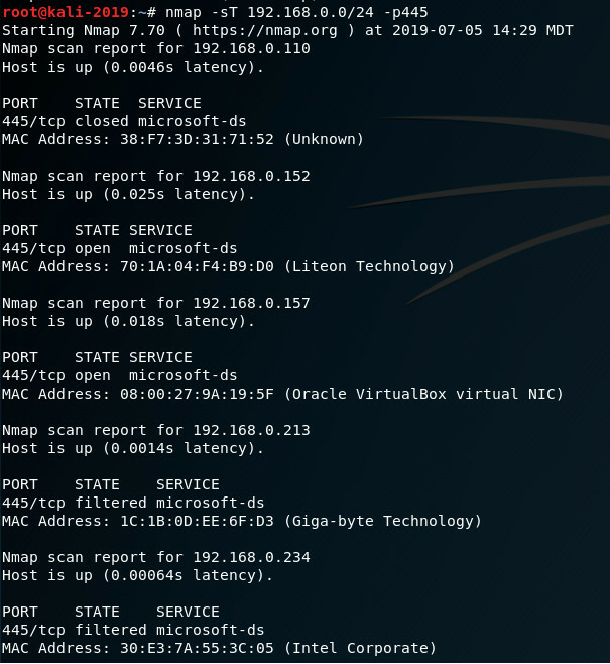 root@kali-2019:~# nmap -sT 192.168.0.0/24 -p445
Starting Nmap 7.70 ( https://nmap.org ) at 2019-07-05 14:29 MDT
Nmap scan report for 192.168.0.110
Host is up (0.0046s latency).
PORT    STATE  SERVICE
445/tcp closed microsoft-ds
MAC Address: 38:F7:3D:31:71:52 (Unknown)
Nmap scan report for 192.168.0.152
Host is up (0.025s latency).
PORT    STATE SERVICE
445/tcp open  microsoft-ds
MAC Address: 70:1A:04:F4:B9:D0 (Liteon Technology)
Nmap scan report for 192.168.0.157
Host is up (0.018s latency).
PORT    STATE SERVICE
445/tcp open  microsoft-ds
MAC Address: 08:00:27:9A:19:5F (Oracle VirtualBox virtual NIC)
Nmap scan report for 192.168.0.213
Host is up (0.0014s latency).
PORT    STATE    SERVICE
445/tcp filtered microsoft-ds
MAC Address: 1C:1B:0D:EE:6F:D3 (Giga-byte Technology)
Nmap scan report for 192.168.0.234
Host is up (0.00064s latency).
PORT    STATE    SERVICE
445/tcp filtered microsoft-ds
MAC Address: 30:E3:7A:55:3C:05 (Intel Corporate)